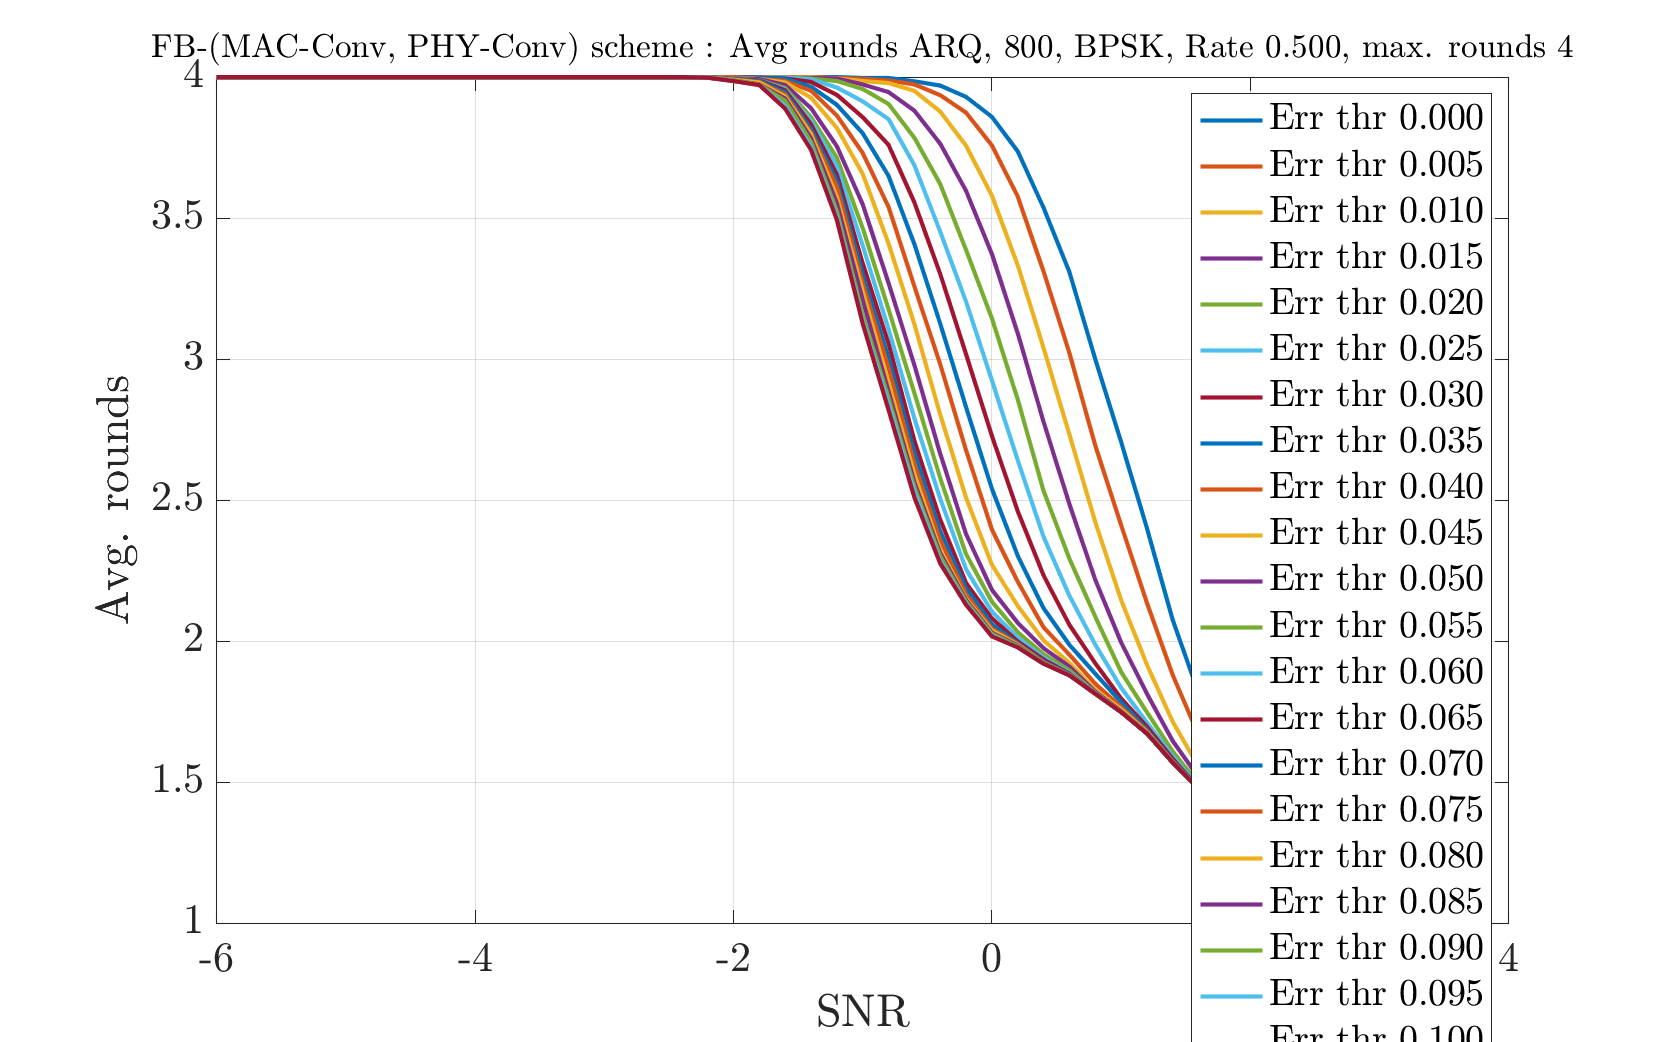 FB-(MAC-Conv, PHY-Conv) scheme : Avg rounds ARQ, 800, BPSK, Rate 0.500, max. rounds 4
4
3.5
3
2.5
2
1.5
1
Avg. rounds
-6
-4
-2
0
4
SNR
Err thr 0.000
Err thr 0.005
Err thr 0.010
Err thr 0.015
Err thr 0.020
Err thr 0.025
Err thr 0.030
Err thr 0.035
Err thr 0.040
Err thr 0.045
Err thr 0.050
Err thr 0.055
Err thr 0.060
Err thr 0.065
Err thr 0.070
Err thr 0.075
Err thr 0.080
Err thr 0.085
Err thr 0.090
Err thr 0.095
Err thr 0.100